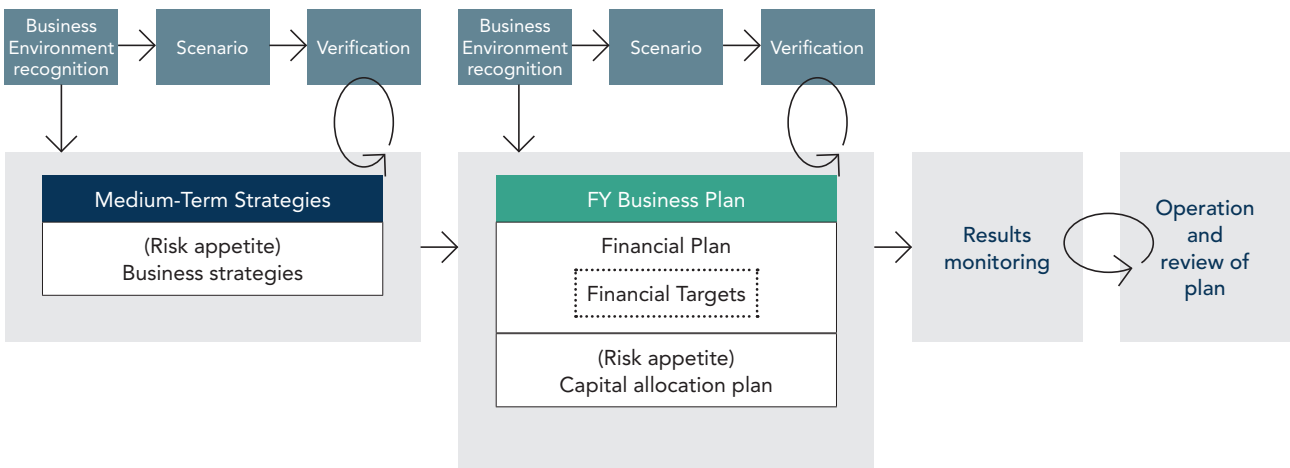 Business
Environment
recognition
Scenario
Verification
Business
Environment
recognition
Scenario
Verification
Medium-Term Strategies
(Risk appetite)
Business strategies
FY Business Plan
Financial Plan
Financial Targets
(Risk appetite)
Capital allocation plan
Results
monitoring
Operation
and
review of
plan